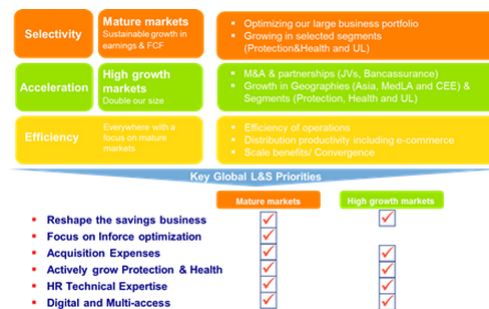 Selectivity
Mature markets
Sustainable growth in
earnings & FCF
Optimizing our large business portfolio
Growing in selected segments
(Protection&Health and UL)
Acceleration
High growth
markets
Double our size
M&A & partnerships (JVs, Bancassurance)
Growth in Geographies (Asia, MedLA and CEE) &
Segments (Protection, Health and UL)
Efficiency
Everywhere with a
focus on mature
markets
Efficiency of operations
Distribution productivity including e-commerce
Scale benefits/ Convergence
Key Global L&S Priorities
Mature markets
High growth markets
Reshape the savings business
Focus on Inforce optimization
Acquisition Expenses
Actively grow Protection & Health
HR Technical Expertise
Digital and Multi-access